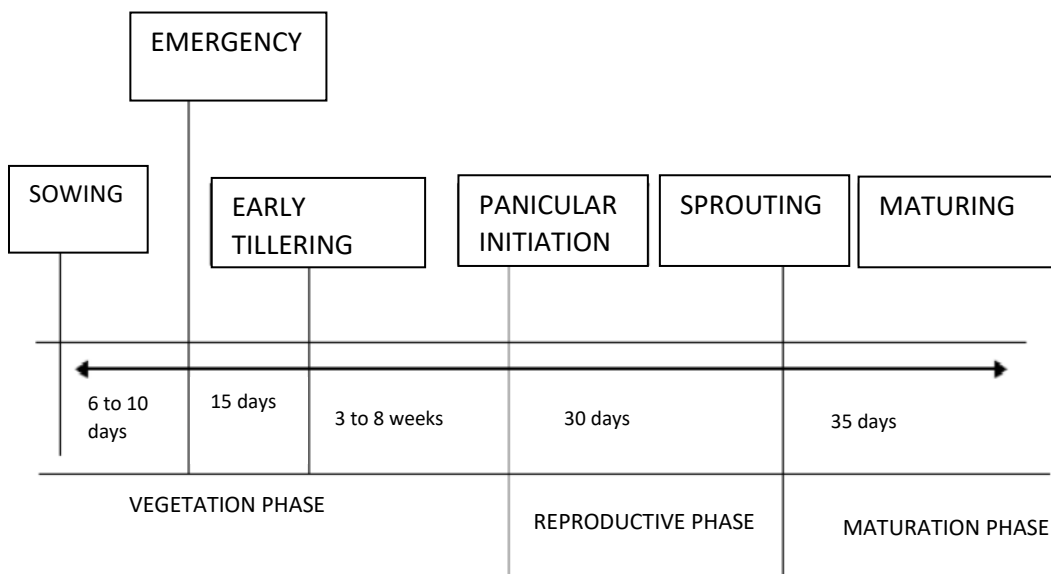 EMERGENCY
SOWING
EARLY
TILLERING
PANICULAR
INITIATION
SPROUTING
MATURING
6 to 10
days
15 days
3 to 8 weeks
30 days
35 days
VEGETATION PHASE
REPRODUCTIVE PHASE
MATURATION PHASE